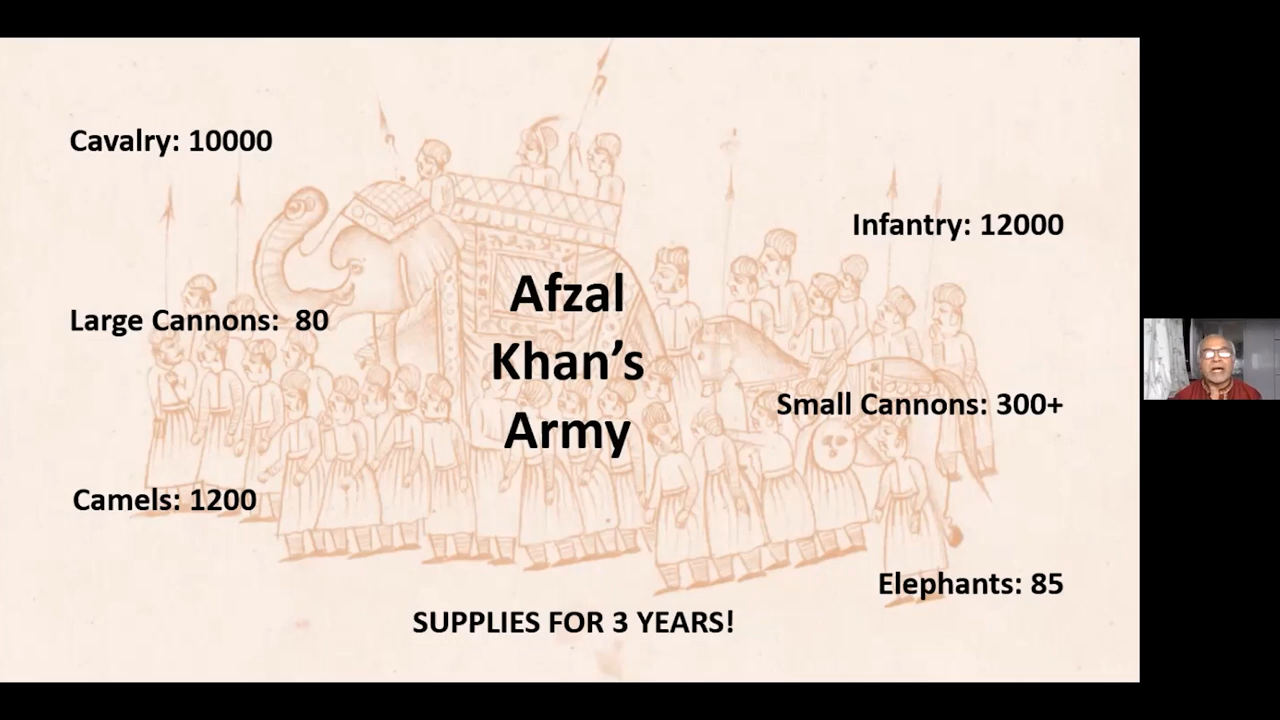 Cavalry: 10000
Infantry: 12000
Afzal
Khan's
Army
Large Cannons:  80
Small Cannons: 300+
Camels: 1200
Elephants: 85
SUPPLIES FOR 3 YEARS!